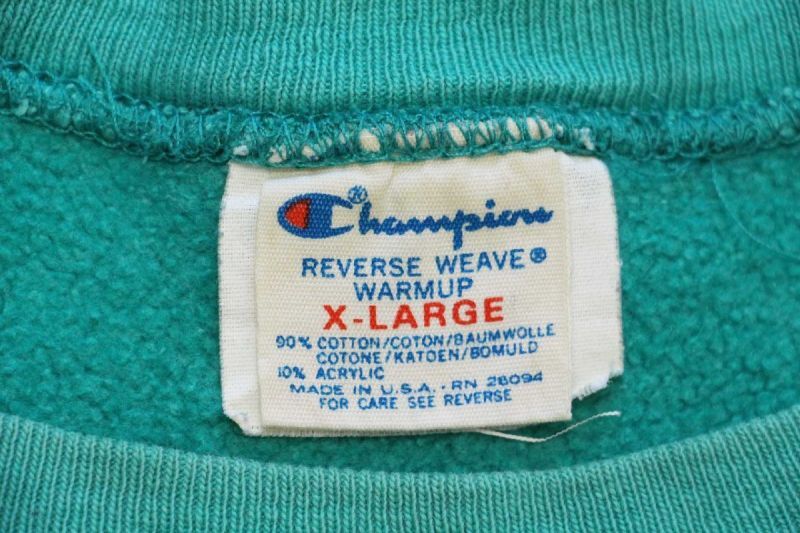 Champion®
REVERSE WEAVE®
WARMUP
X-LARGE
90% COTTON/COTON/BAUMWOLLE
COTONE/KATOEN/BOMULD
10% ACRYLIC
MADE IN U.S.A. · RN 26094
FOR CARE SEE REVERSE